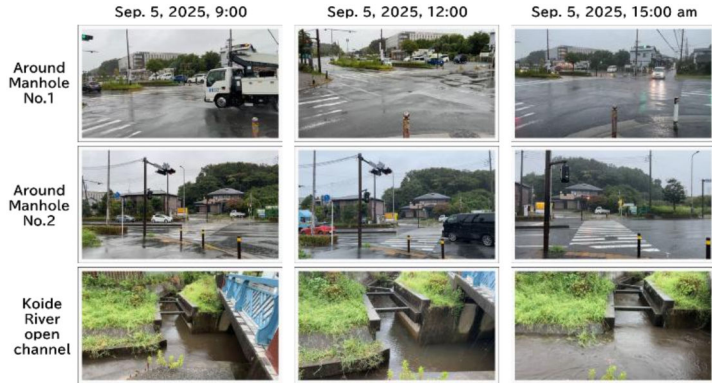 Sep. 5, 2025, 9:00
Sep. 5, 2025, 12:00
Sep. 5, 2025, 15:00 am
Around
Manhole
No.1
Around
Manhole
No.2
Koide
River
open
channel